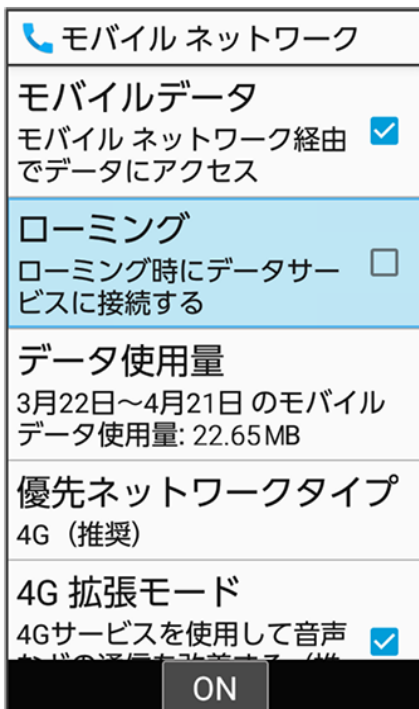 モバイル ネットワーク
モバイルデータ
モバイル ネットワーク経由
でデータにアクセス
ローミング
ローミング時にデータサー
ビスに接続する
データ使用量
3月22日～4月21日 のモバイル
データ使用量: 22.65MB
優先ネットワークタイプ
4G（推奨）
4G 拡張モード
4Gサービスを使用して音声
ON